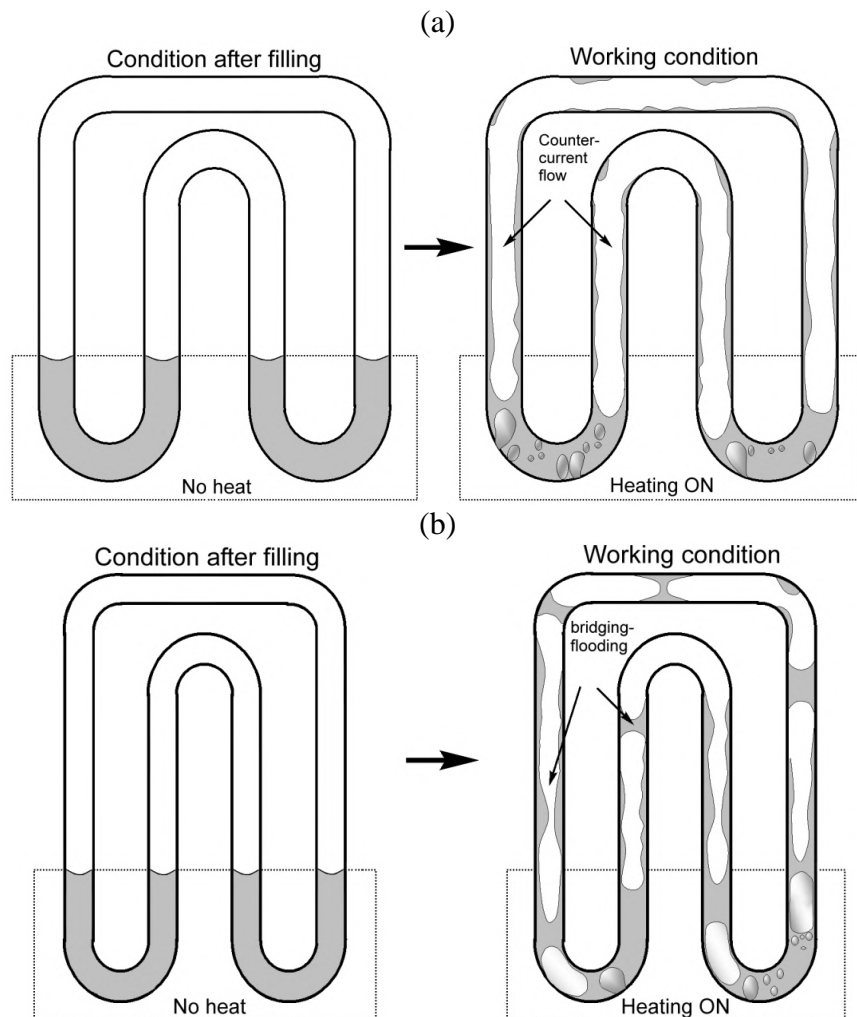 (a)
Condition after filling
Working condition
Counter-
current
flow
No heat
Heating ON
(b)
Condition after filling
Working condition
bridging-
flooding
No heat
Heating ON